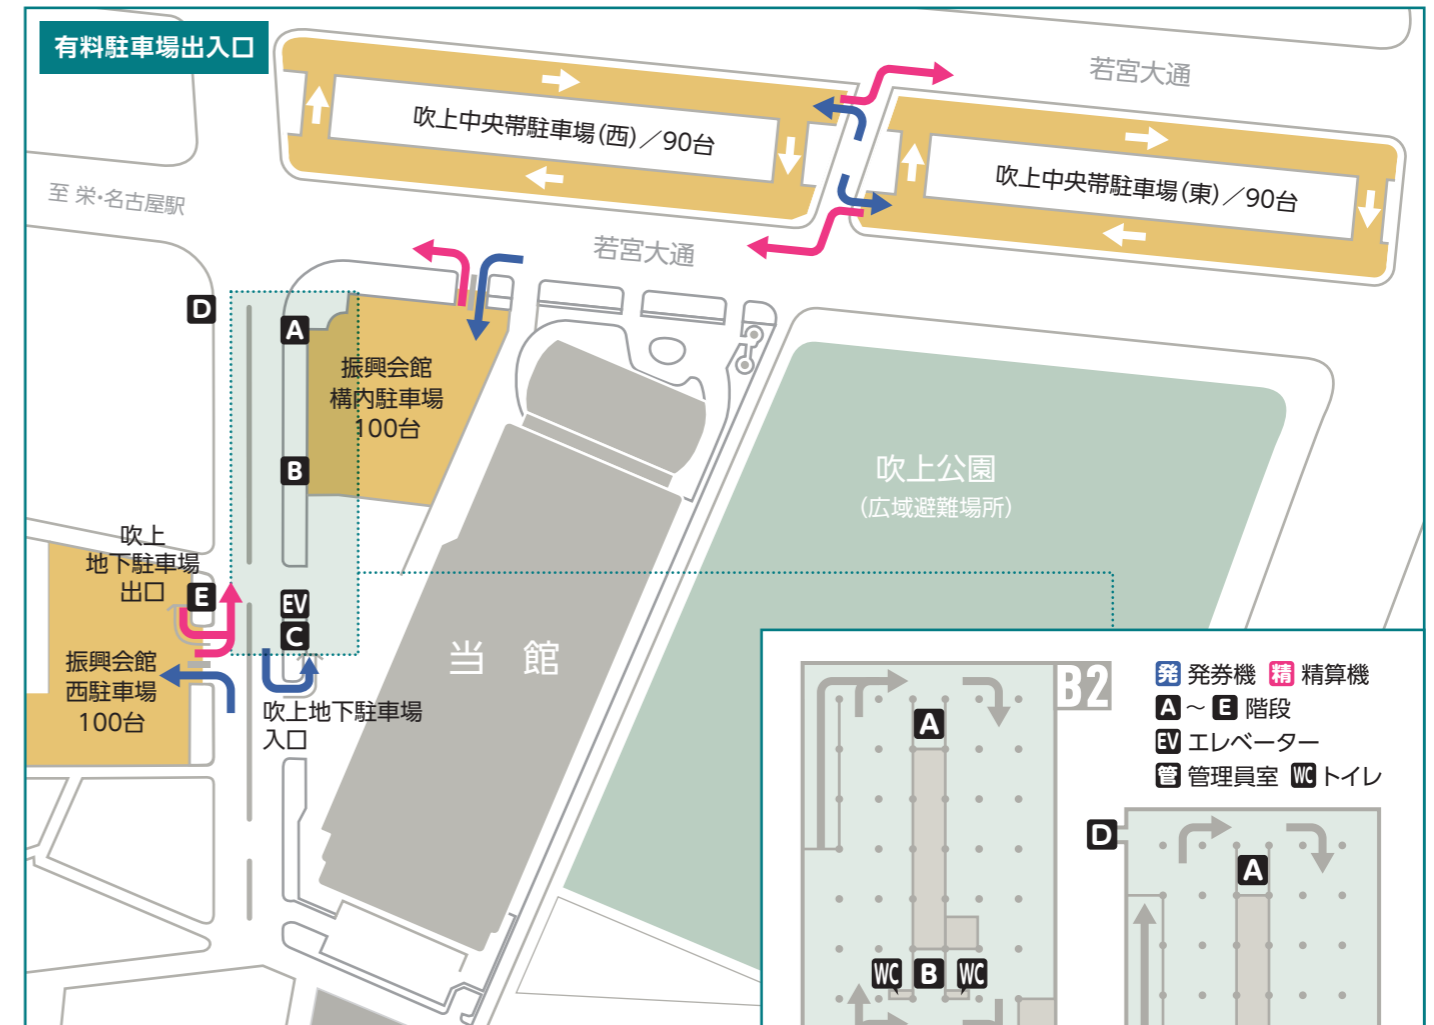 有料駐車場出入口
若宮大通
吹上中央帯駐車場(西)／90台
吹上中央帯駐車場(東)／90台
至 栄・名古屋駅
若宮大通
D
A
振興会館
構内駐車場
100台
B
吹上公園
(広域避難場所)
吹上
地下駐車場
出口
E
EV
C
当 館
振興会館
西駐車場
100台
吹上地下駐車場
入口
B2
発 発券機 精 精算機
A ～ E 階段
EV エレベーター
管 管理員室 WC トイレ
A
D
A
WC B WC